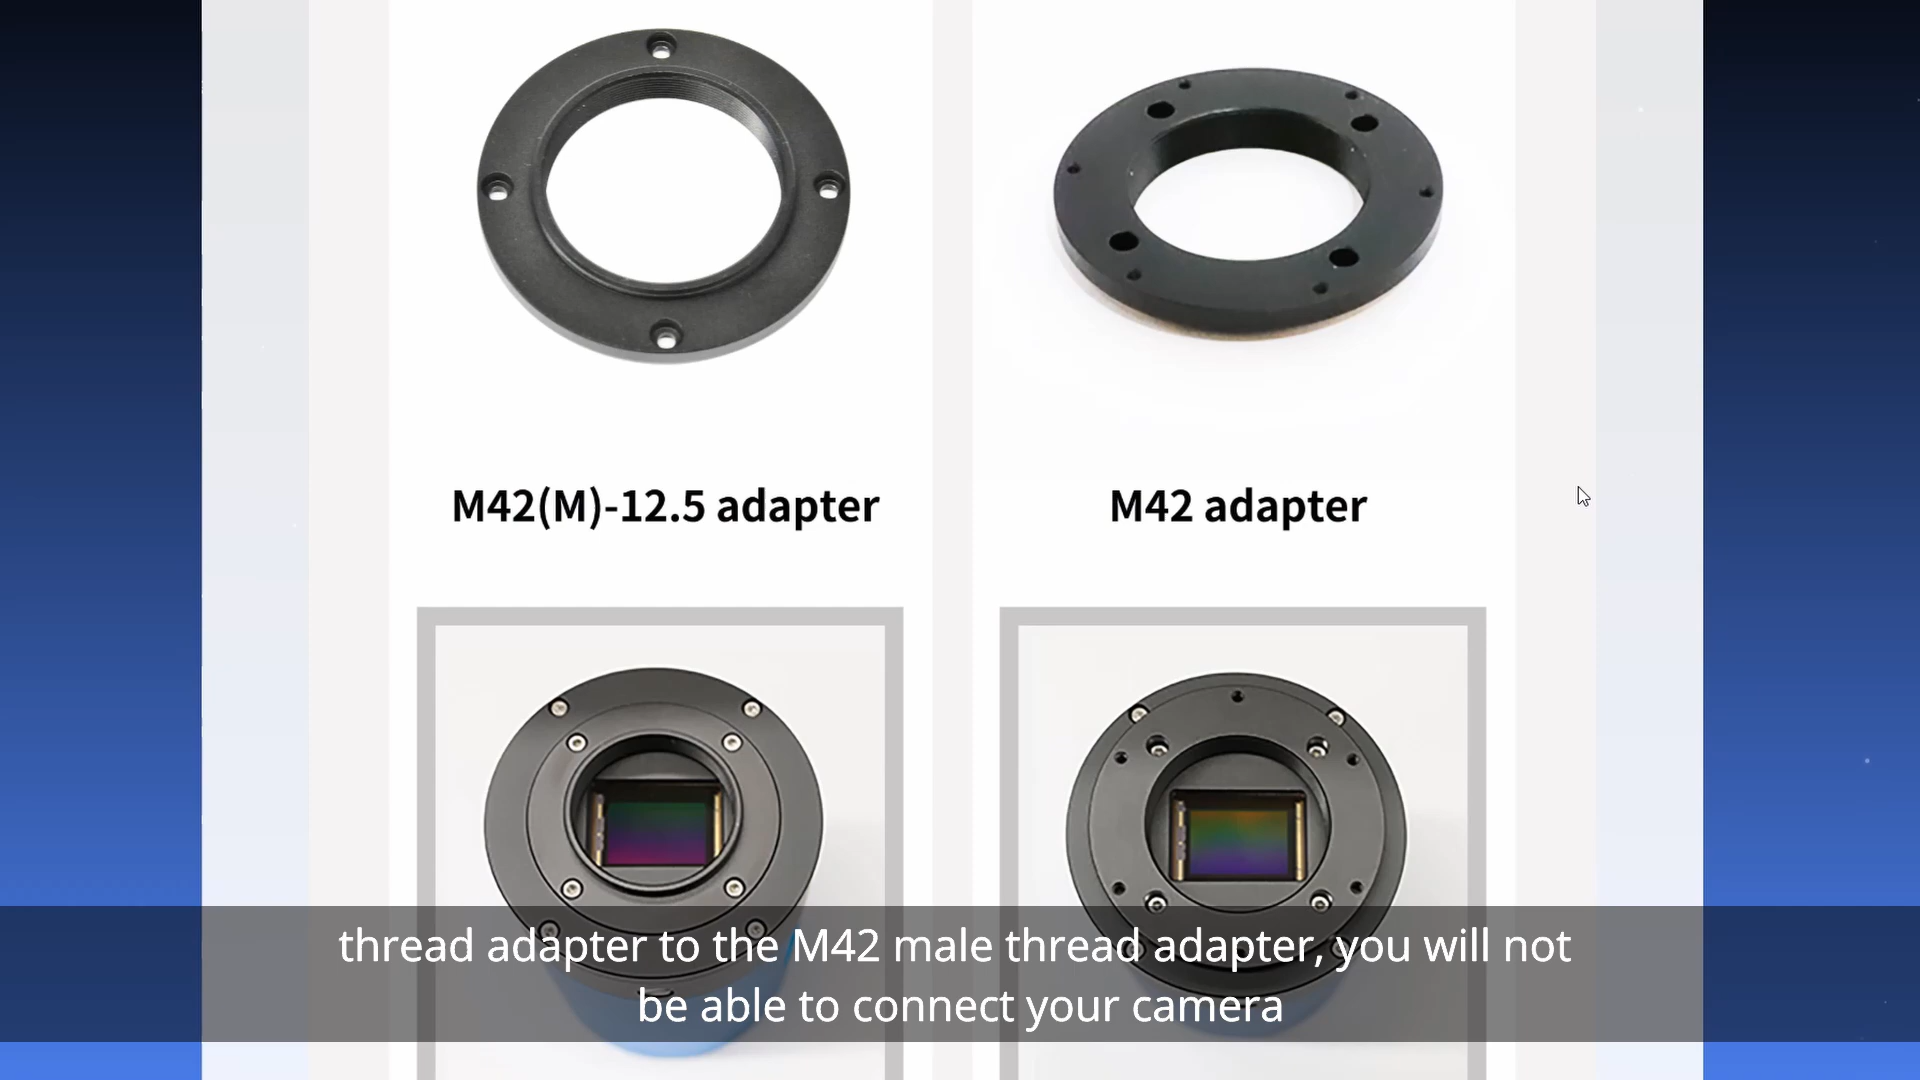 M42(M)-12.5 adapter
M42 adapter
thread adapter to the M42 male thread adapter, you will not
be able to connect your camera